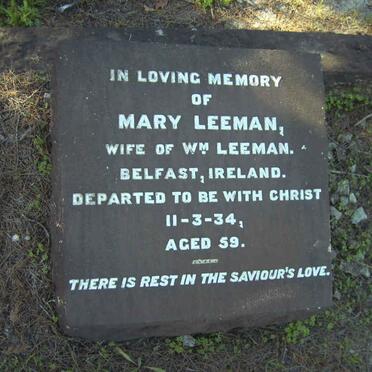 IN LOVING MEMORY
OF
MARY LEEMAN,
WIFE OF WM LEEMAN.
BELFAST, IRELAND.
DEPARTED TO BE WITH CHRIST
11-3-34,
AGED 59.
THERE IS REST IN THE SAVIOUR'S LOVE.